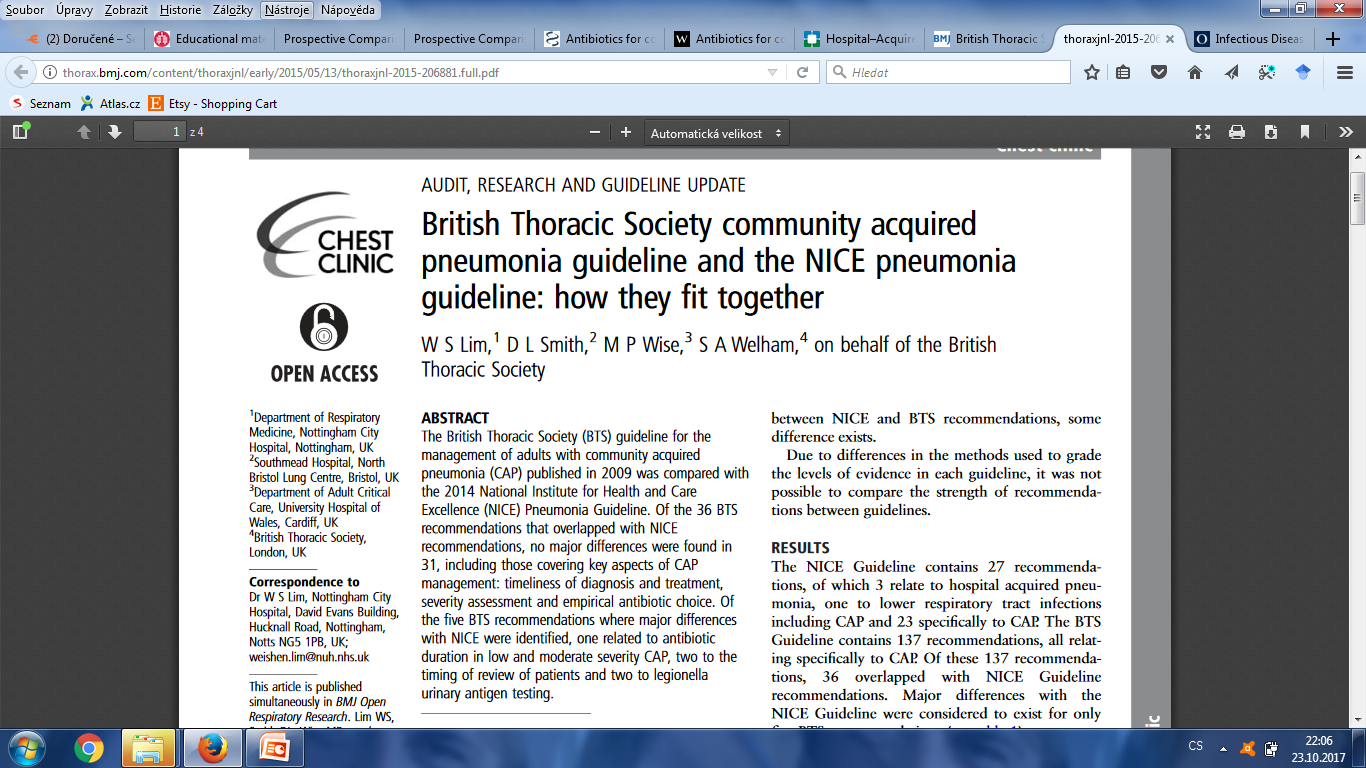 Soubor Úpravy Zobrazit Historie Záložky Nástroje Nápověda
(2) Doručené – S
Educational mat
Prospective Compari
Prospective Compari
Antibiotics for co
Antibiotics for co
Hospital–Acquire
British Thoracic S
thoraxjnl-2015-206
Infectious Diseas
thorax.bmj.com/content/thoraxjnl/early/2015/05/13/thoraxjnl-2015-206881.full.pdf
Hledat
Seznam Atlas.cz Etsy - Shopping Cart
1 z 4
Automatická velikost
Chest clinic
CHEST
CLINIC
OPEN ACCESS
AUDIT, RESEARCH AND GUIDELINE UPDATE
British Thoracic Society community acquired
pneumonia guideline and the NICE pneumonia
guideline: how they fit together
W S Lim,1 D L Smith,2 M P Wise,3 S A Welham,4 on behalf of the British
Thoracic Society
1Department of Respiratory
Medicine, Nottingham City
Hospital, Nottingham, UK
2Southmead Hospital, North
Bristol Lung Centre, Bristol, UK
3Department of Adult Critical
Care, University Hospital of
Wales, Cardiff, UK
4British Thoracic Society,
London, UK
Correspondence to
Dr W S Lim, Nottingham City
Hospital, David Evans Building,
Hucknall Road, Nottingham,
Notts NG5 1PB, UK;
weishen.lim@nuh.nhs.uk
This article is published
simultaneously in BMJ Open
Respiratory Research. Lim WS,
ABSTRACT
The British Thoracic Society (BTS) guideline for the
management of adults with community acquired
pneumonia (CAP) published in 2009 was compared with
the 2014 National Institute for Health and Care
Excellence (NICE) Pneumonia Guideline. Of the 36 BTS
recommendations that overlapped with NICE
recommendations, no major differences were found in
31, including those covering key aspects of CAP
management: timeliness of diagnosis and treatment,
severity assessment and empirical antibiotic choice. Of
the five BTS recommendations where major differences
with NICE were identified, one related to antibiotic
duration in low and moderate severity CAP, two to the
timing of review of patients and two to legionella
urinary antigen testing.
between NICE and BTS recommendations, some
difference exists.
Due to differences in the methods used to grade
the levels of evidence in each guideline, it was not
possible to compare the strength of recommenda-
tions between guidelines.
RESULTS
The NICE Guideline contains 27 recommenda-
tions, of which 3 relate to hospital acquired pneu-
monia, one to lower respiratory tract infections
including CAP and 23 specifically to CAP. The BTS
Guideline contains 137 recommendations, all relat-
ing specifically to CAP. Of these 137 recommenda-
tions, 36 overlapped with NICE Guideline
recommendations. Major differences with the
NICE Guideline were considered to exist for only
CS
22:06
23.10.2017